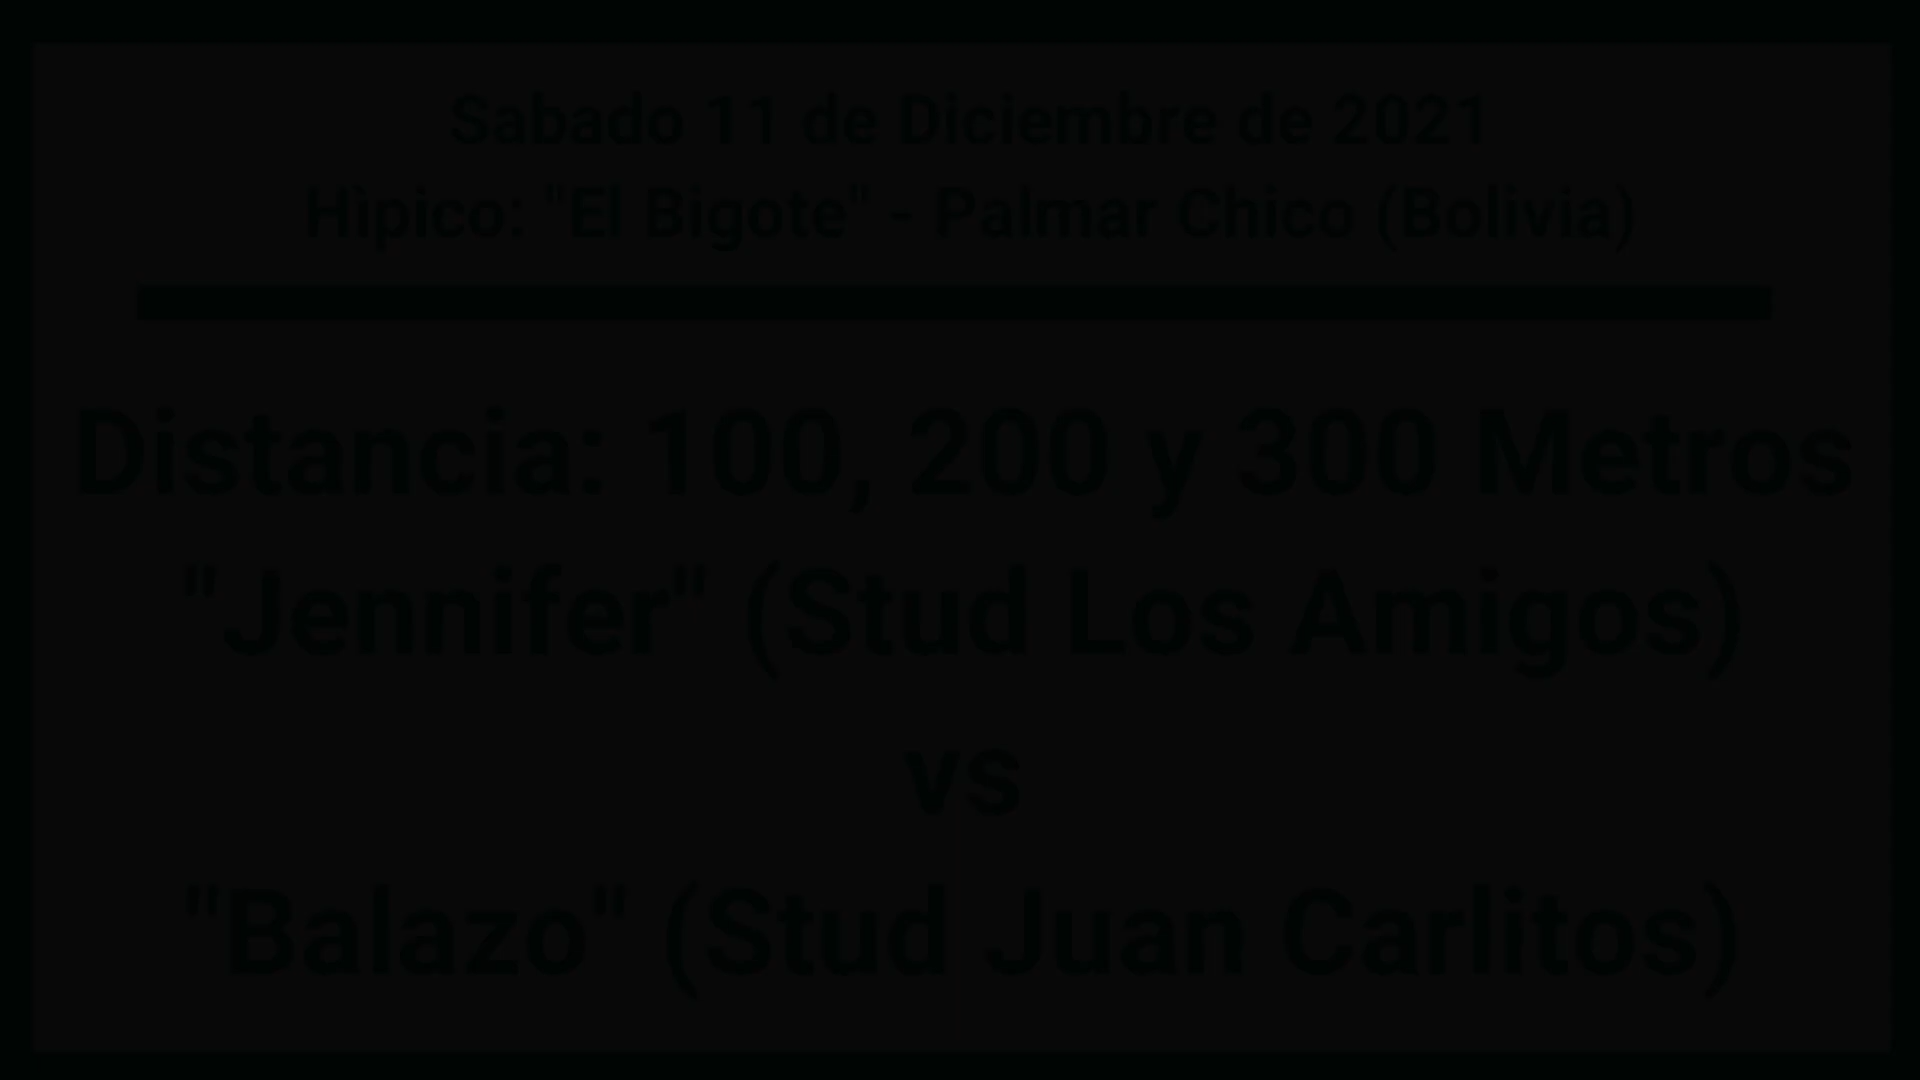 Sabado 11 de Diciembre de 2021
Hìpico: "El Bigote" - Palmar Chico (Bolivia)
Distancia: 100, 200 y 300 Metros
"Jennifer" (Stud Los Amigos)
vs
"Balazo" (Stud Juan Carlitos)